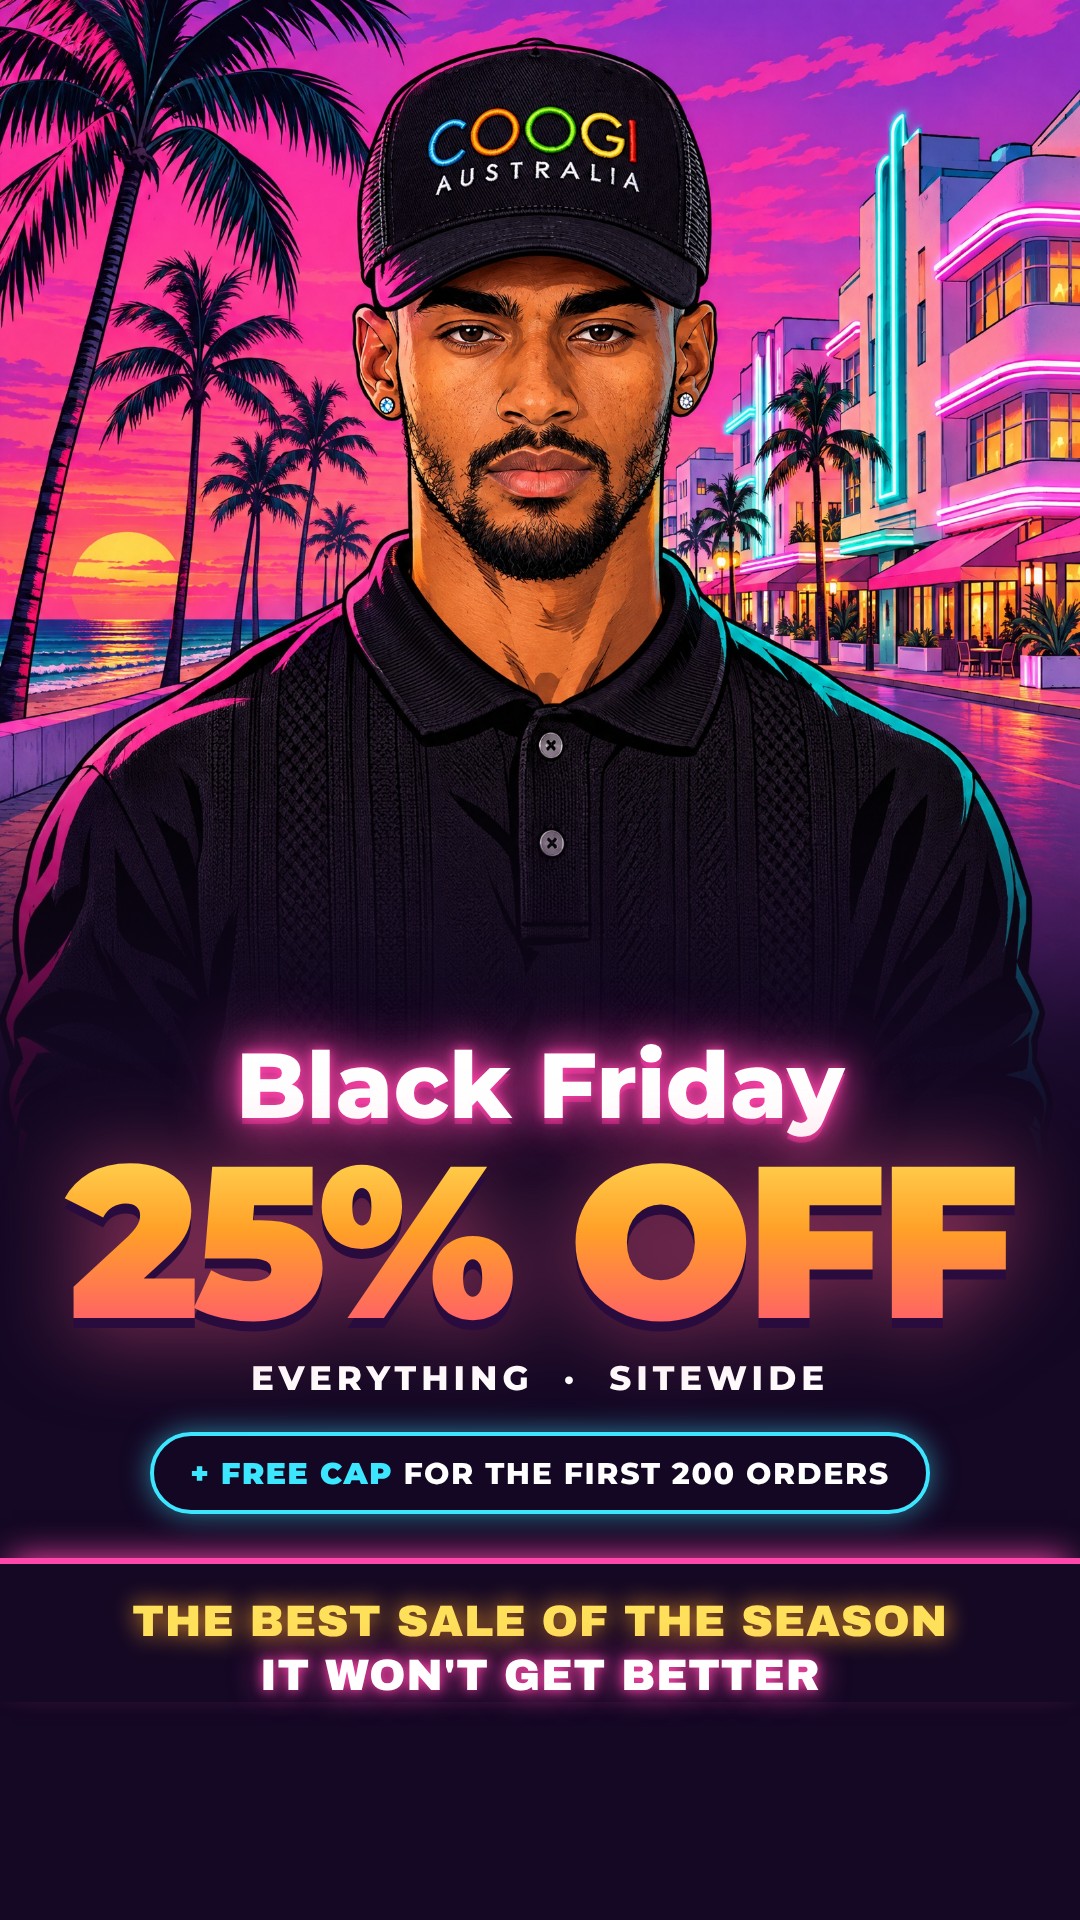 COOGI
AUSTRALIA
Black Friday
25% OFF
EVERYTHING · SITEWIDE
+ FREE CAP FOR THE FIRST 200 ORDERS
THE BEST SALE OF THE SEASON
IT WON'T GET BETTER